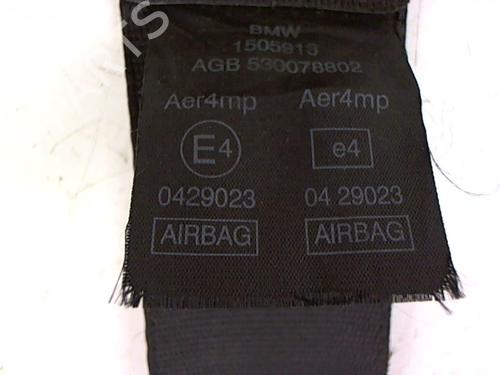 BMW
1505913
AGB 530078802
Aer4mp Aer4mp
E4 e4
0429023 04 29023
AIRBAG AIRBAG